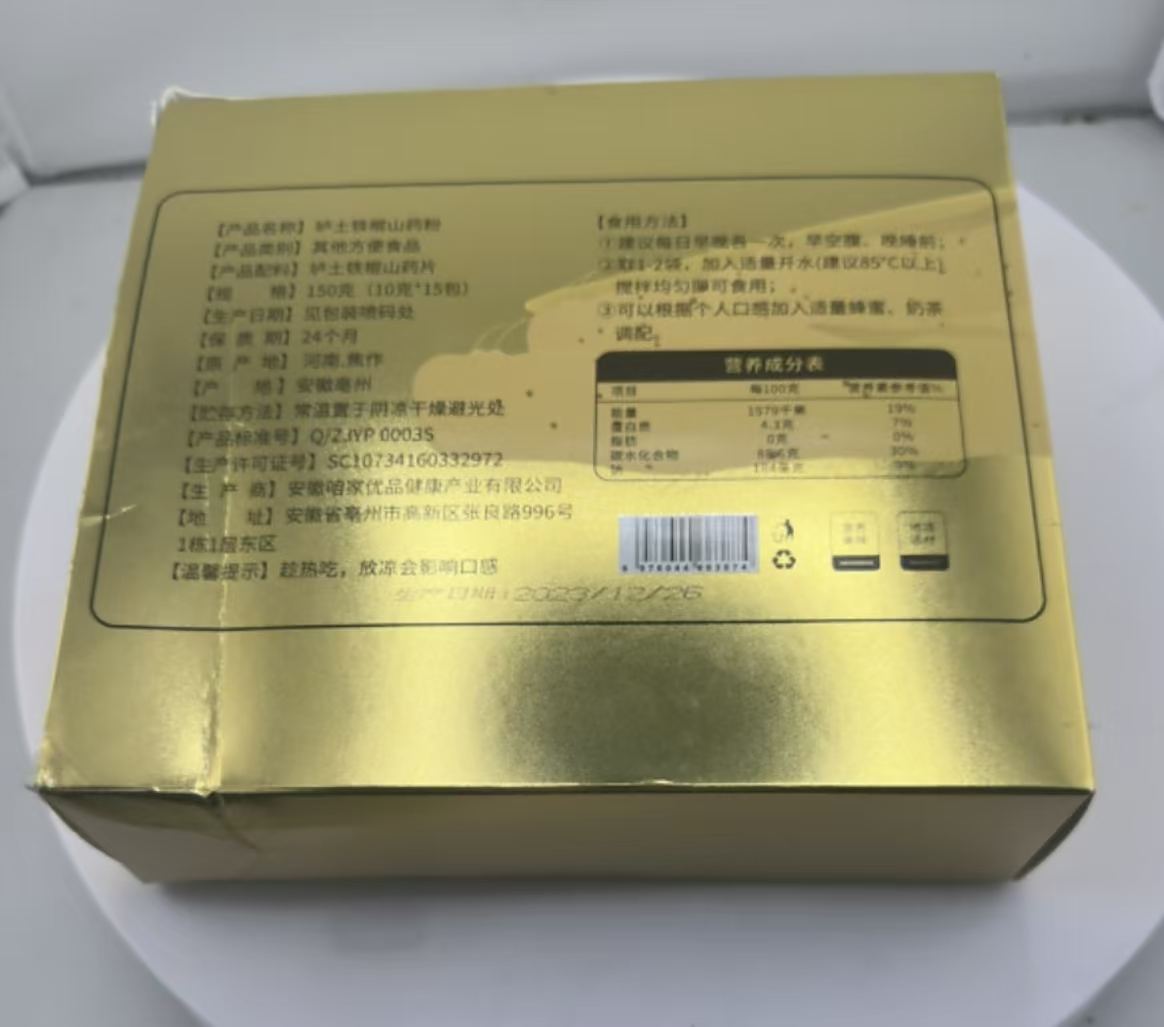 【产品名称】垆土铁棍山药粉
【产品类别】其他方便食品
【产品配料】垆土铁棍山药片
【规 格】150克（10克*15包）
【生产日期】见包装喷码处
【保 质 期】24个月
【原 产 地】河南.焦作
【产 地】安徽亳州
【贮存方法】常温置于阴凉干燥避光处
【产品标准号】Q/ZJYP 0003S
【生产许可证号】SC10734160332972
【生 产 商】安徽咱家优品健康产业有限公司
【地 址】安徽省亳州市高新区张良路996号
1栋1层东区
【温馨提示】趁热吃，放凉会影响口感
生产日期：2023/12/26
【食用方法】
①建议每日早晚各一次，早空腹、晚睡前；
②取1-2袋，加入适量开水(建议85°C以上)，
搅拌均匀即可食用；
③可以根据个人口感加入适量蜂蜜、奶茶
调配。
营养成分表
项目 每100克 营养素参考值%
能量 1579千焦 19%
蛋白质 4.3克 7%
脂肪 0克 0%
碳水化合物 30%
钠 9%